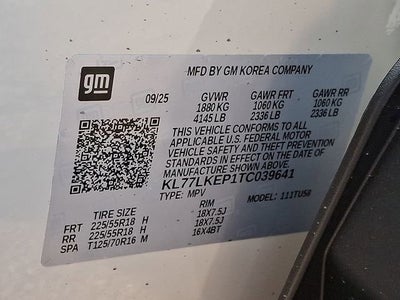 gm
MFD BY GM KOREA COMPANY
09/25 GVWR GAWR FRT GAWR RR
1880 KG 1060 KG 1060 KG
4145 LB 2336 LB 2336 LB
THIS VEHICLE CONFORMS TO ALL
APPLICABLE U.S. FEDERAL MOTOR
VEHICLE SAFETY AND THEFT PREVENTION
STANDARDS IN EFFECT ON THE DATE OF
MANUFACTURE SHOWN ABOVE
KL77LKEP1TC039641
TYPE: MPV MODEL: 111TU58
TIRE SIZE RIM
FRT 225/55R18 H 18X7.5J
RR 225/55R18 H 18X7.5J
SPA T125/70R16 M 16X4BT